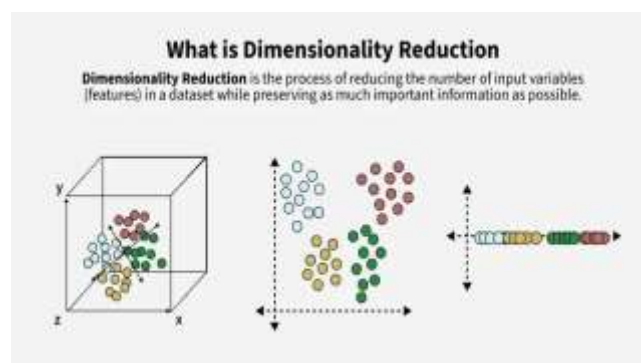 What is Dimensionality Reduction
Dimensionality Reduction is the process of reducing the number of input variables
(features) in a dataset while preserving as much important information as possible.
y
z
x